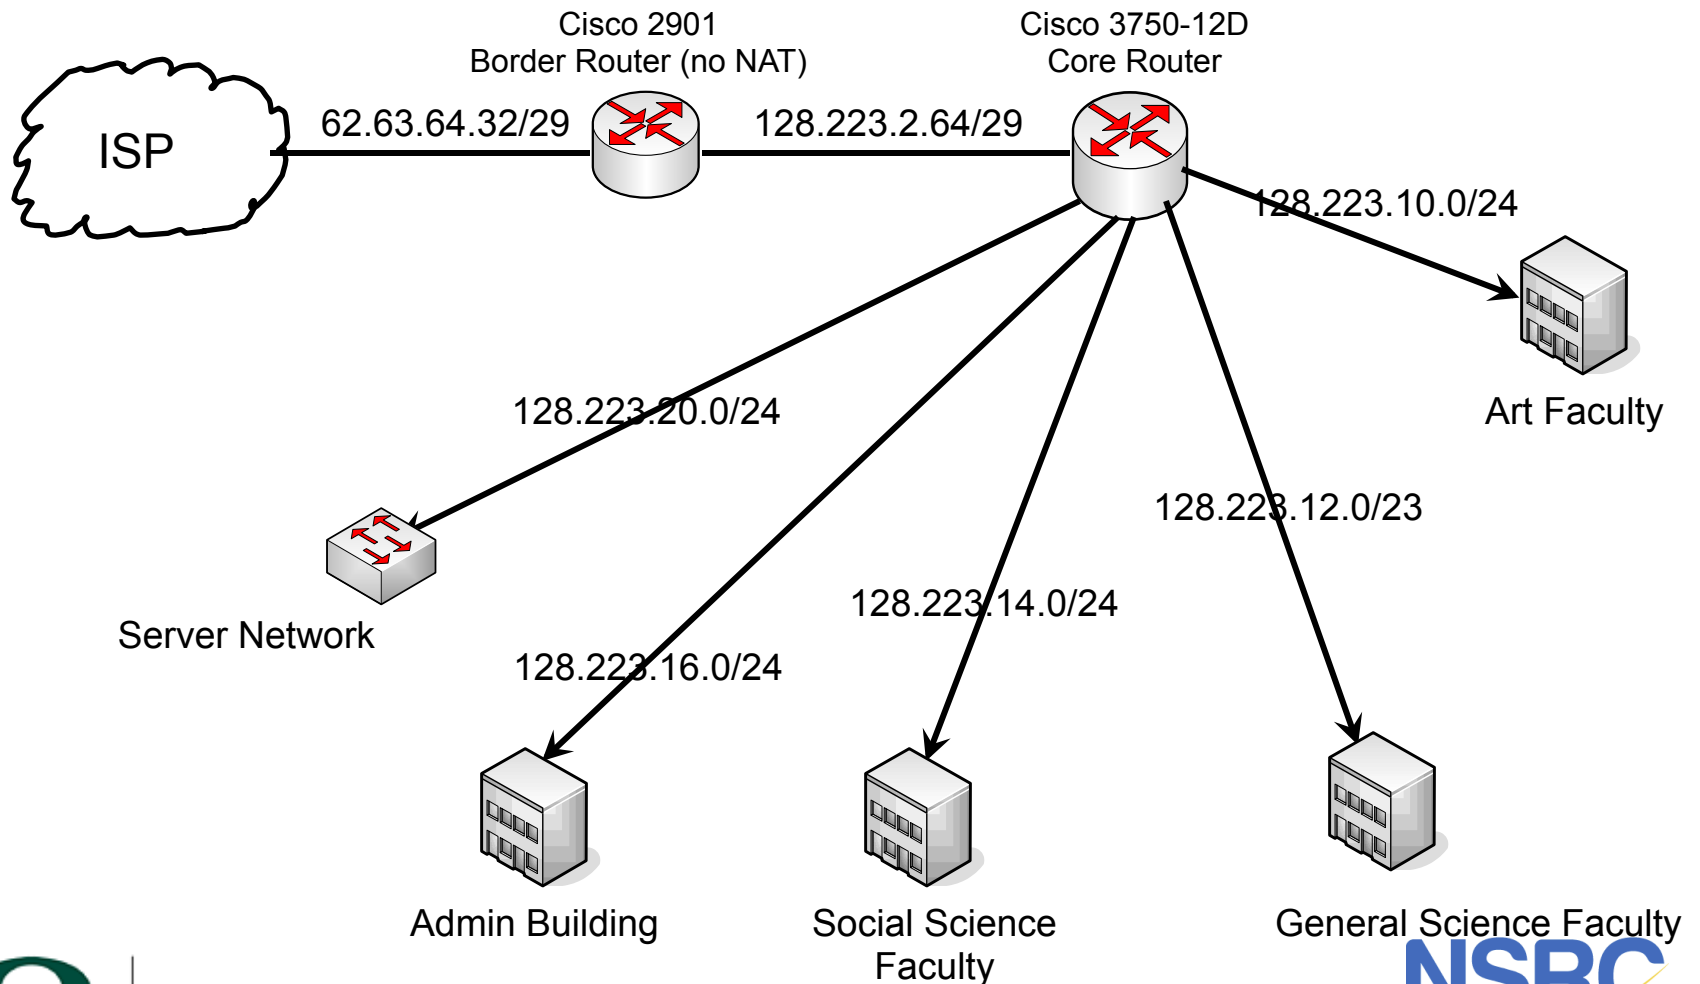 Cisco 2901
Border Router (no NAT)
Cisco 3750-12D
Core Router
ISP
62.63.64.32/29
128.223.2.64/29
128.223.10.0/24
Art Faculty
128.223.20.0/24
128.223.12.0/23
128.223.14.0/24
Server Network
128.223.16.0/24
Admin Building
Social Science
Faculty
General Science Faculty
NSRC